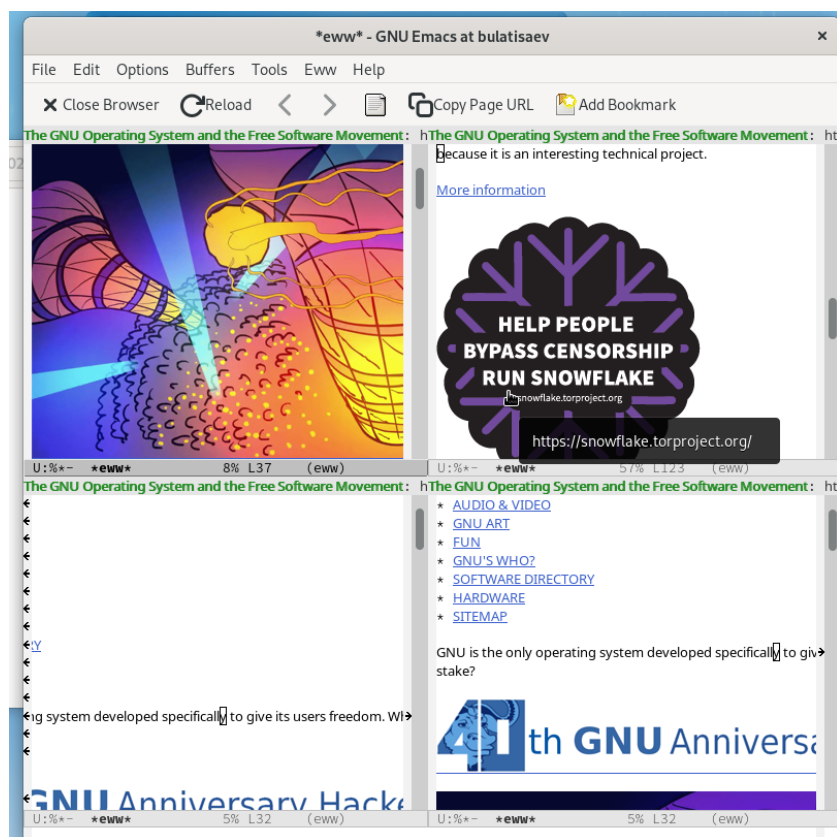 *eww* - GNU Emacs at bulatisaev
File Edit Options Buffers Tools Eww Help
Close Browser Reload Copy Page URL Add Bookmark
The GNU Operating System and the Free Software Movement: h
The GNU Operating System and the Free Software Movement: ht
02
because it is an interesting technical project.
More information
HELP PEOPLE
BYPASS CENSORSHIP
RUN SNOWFLAKE
snowflake.torproject.org
https://snowflake.torproject.org/
U:%*- *eww* 8% L37 (eww)
U:%*- *eww* 57% L123 (eww)
The GNU Operating System and the Free Software Movement: h
RY
ng system developed specifically to give its users freedom. Wh
GNU Anniversary Hacke
U:%*- *eww* 5% L32 (eww)
The GNU Operating System and the Free Software Movement: ht
* AUDIO & VIDEO
* GNU ART
* FUN
* GNU'S WHO?
* SOFTWARE DIRECTORY
* HARDWARE
* SITEMAP
GNU is the only operating system developed specifically to giv
stake?
40th GNU Anniversa
U:%*- *eww* 5% L32 (eww)